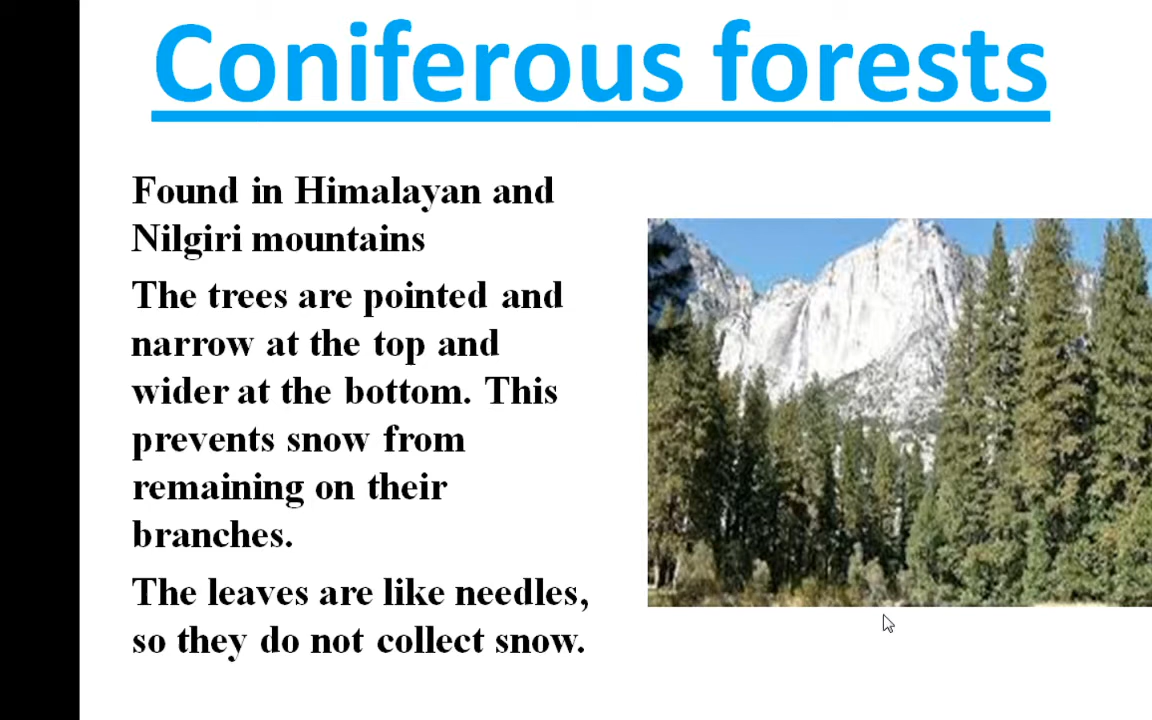 Coniferous forests
Found in Himalayan and
Nilgiri mountains
The trees are pointed and
narrow at the top and
wider at the bottom. This
prevents snow from
remaining on their
branches.
The leaves are like needles,
so they do not collect snow.